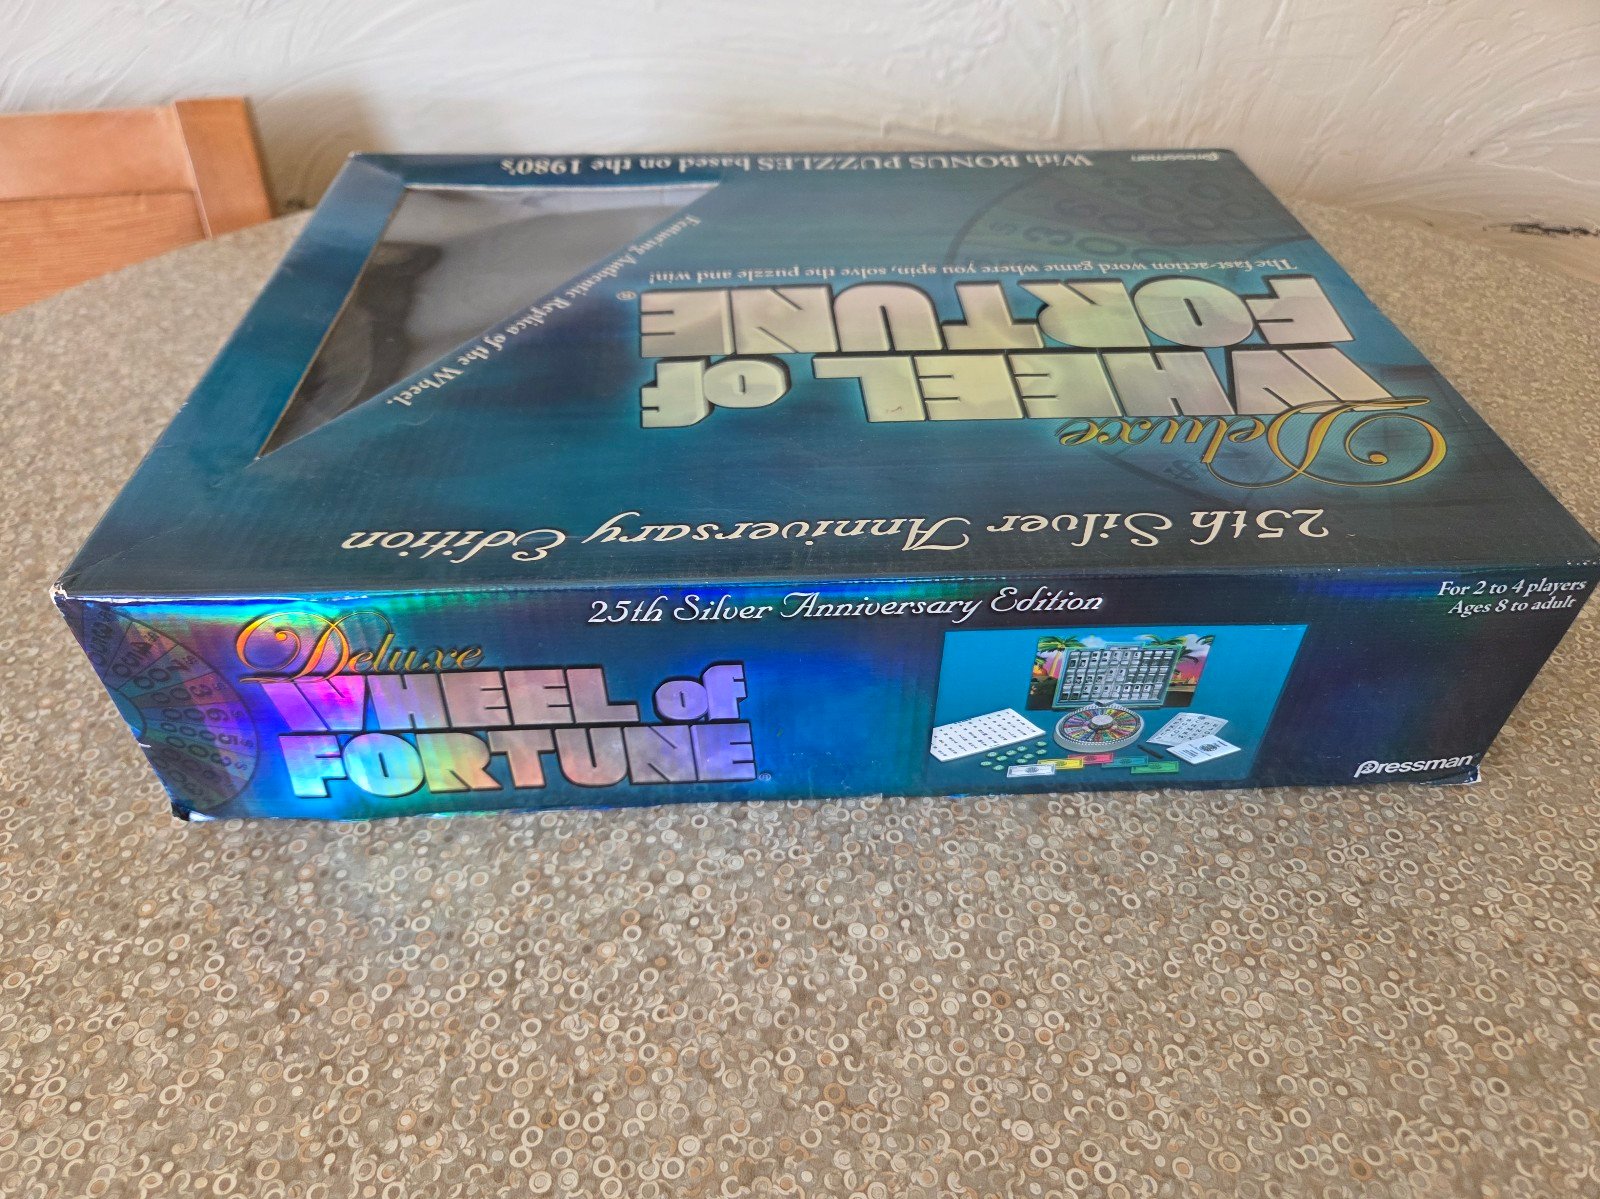 With BONUS PUZZLES based on the 1980's
Pressman
Featuring Authentic Replica of the Wheel.
The fast-action word game where you spin, solve the puzzle and win!
Deluxe
WHEEL of
FORTUNE®
25th Silver Anniversary Edition
25th Silver Anniversary Edition
For 2 to 4 players
Ages 8 to adult
Deluxe
WHEEL of
FORTUNE®
Pressman